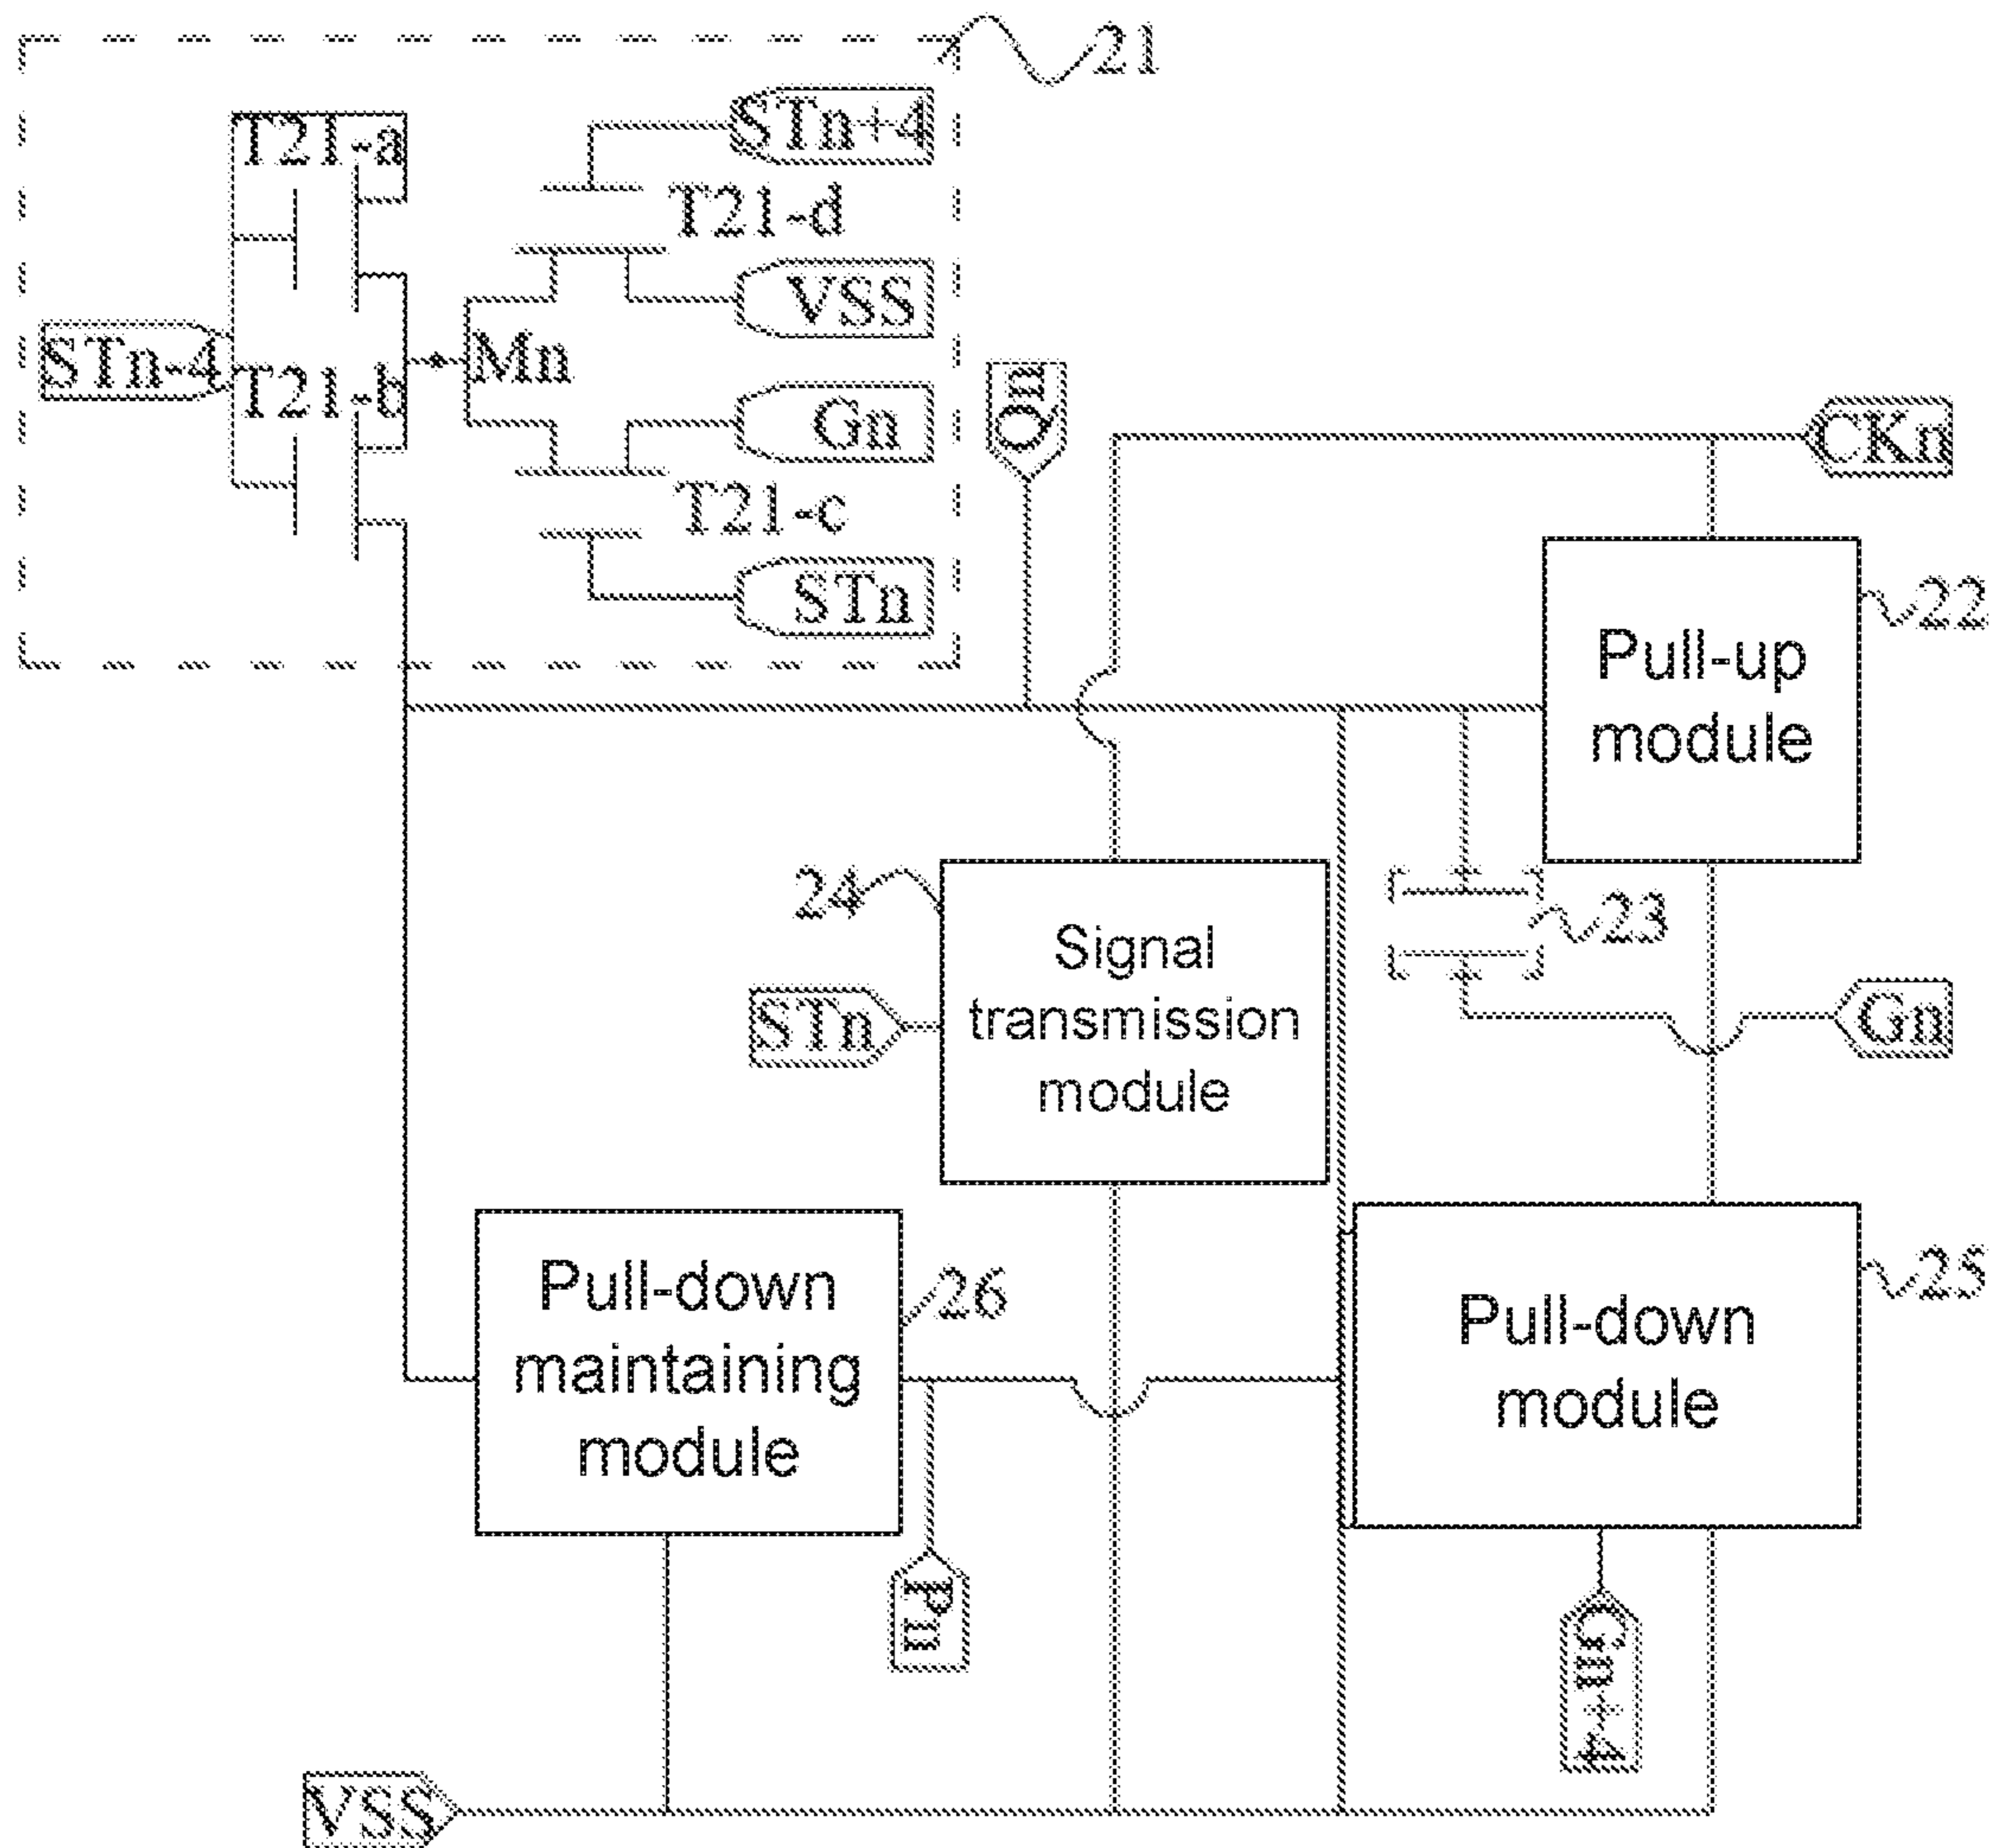 21
STn+4
T21-a
T21-d
VSS
STn-4
T21-b
Mn
Gn
T21-c
STn
Qn
CKn
22
Pull-up
module
24
23
Signal
transmission
module
STn
Gn
Pull-down
maintaining
module
26
Pull-down
module
25
Pn
Gn+4
VSS